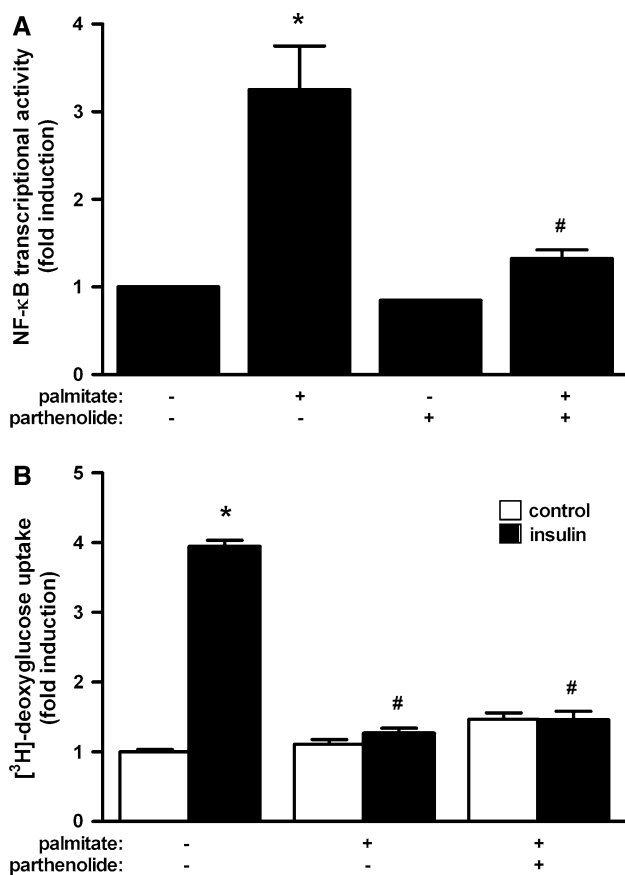 A
NF-κB transcriptional activity
(fold induction)
4
3
2
1
0
*
#
palmitate: - + - +
parthenolide: - - + +
B
[³H]-deoxyglucose uptake
(fold induction)
5
4
3
2
1
0
*
#
#
control
insulin
palmitate: - + +
parthenolide: - - +